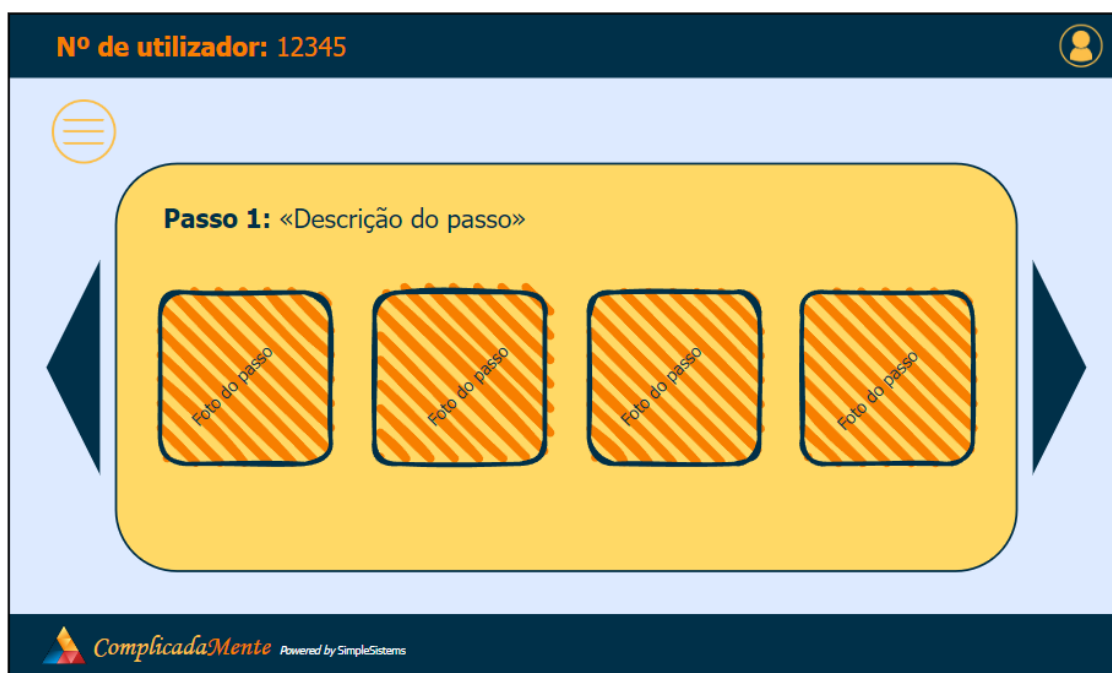 Nº de utilizador: 12345
Passo 1: «Descrição do passo»
Foto do passo
Foto do passo
Foto do passo
Foto do passo
ComplicadaMente Powered by SimpleSistems